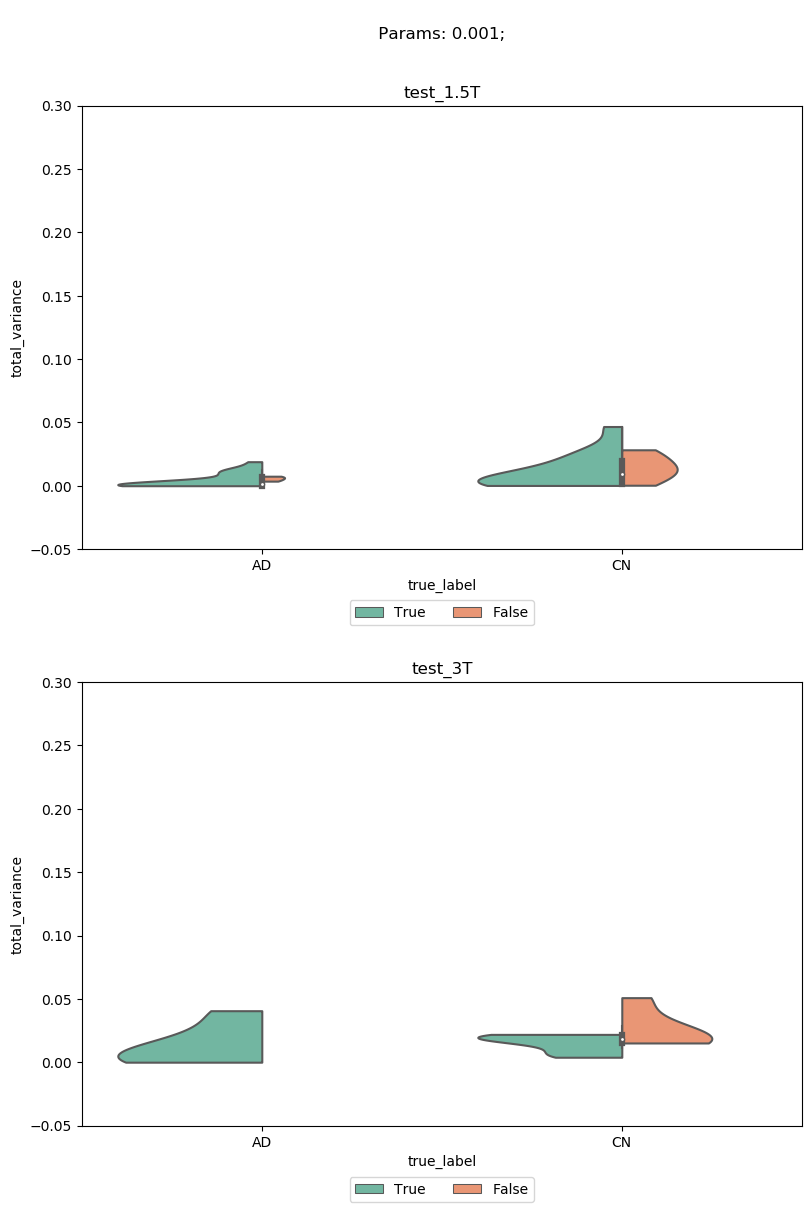 Params: 0.001;
test_1.5T
0.30
0.25
0.20
0.15
0.10
0.05
0.00
−0.05
total_variance
AD CN
true_label
True False
test_3T
0.30
0.25
0.20
0.15
0.10
0.05
0.00
−0.05
total_variance
AD CN
true_label
True False